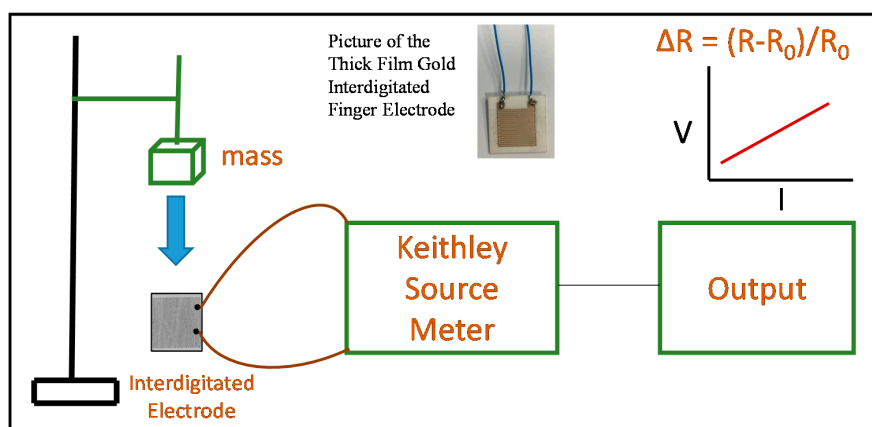 Picture of the
Thick Film Gold
Interdigitated
Finger Electrode
ΔR = (R-R₀)/R₀
V
I
mass
Keithley
Source
Meter
Output
Interdigitated
Electrode